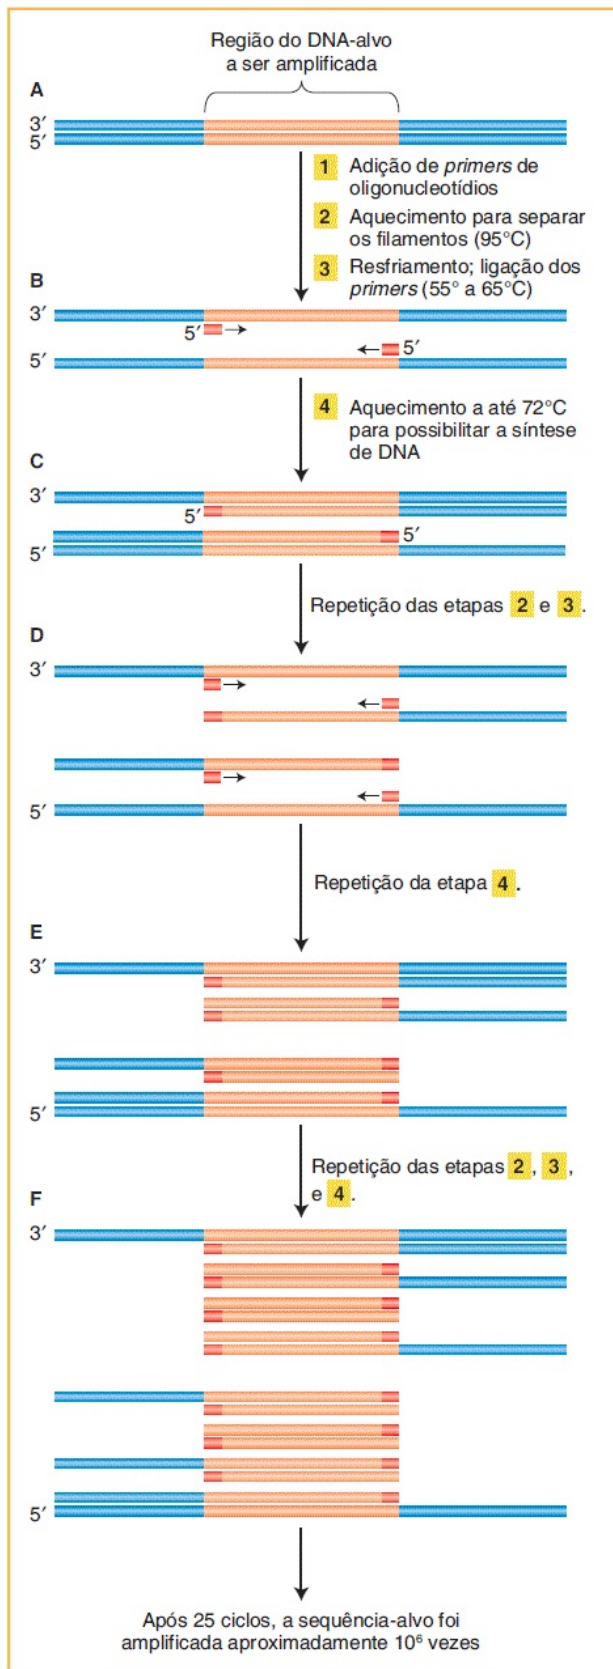 Região do DNA-alvo
a ser amplificada
A
3′
5′
1 Adição de primers de
oligonucleotídios
2 Aquecimento para separar
os filamentos (95°C)
3 Resfriamento; ligação dos
primers (55° a 65°C)
B
3′
5′
5′
5′
4 Aquecimento a até 72°C
para possibilitar a síntese
de DNA
C
3′
5′
5′
5′
Repetição das etapas 2 e 3.
D
3′
5′
Repetição da etapa 4.
E
3′
5′
Repetição das etapas 2, 3,
e 4.
F
3′
5′
Após 25 ciclos, a sequência-alvo foi
amplificada aproximadamente 10⁶ vezes